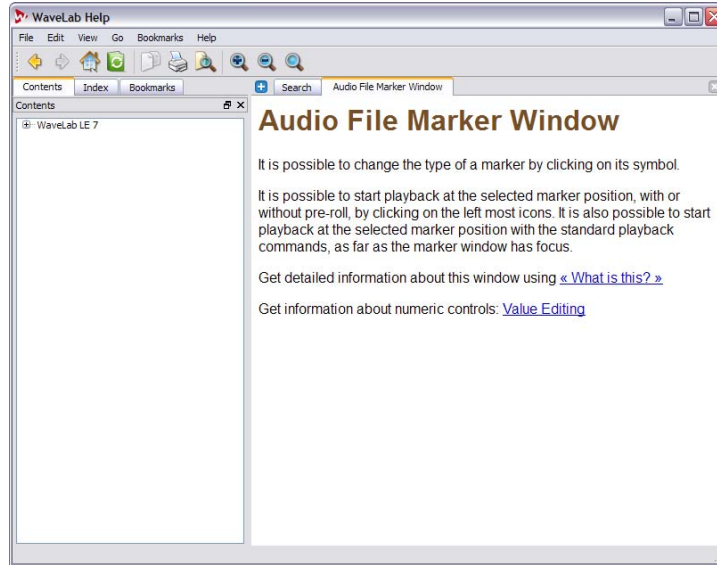 WaveLab Help
File Edit View Go Bookmarks Help
Contents Index Bookmarks
Search Audio File Marker Window
Contents
WaveLab LE 7
Audio File Marker Window
It is possible to change the type of a marker by clicking on its symbol.
It is possible to start playback at the selected marker position, with or
without pre-roll, by clicking on the left most icons. It is also possible to start
playback at the selected marker position with the standard playback
commands, as far as the marker window has focus.
Get detailed information about this window using « What is this? »
Get information about numeric controls: Value Editing